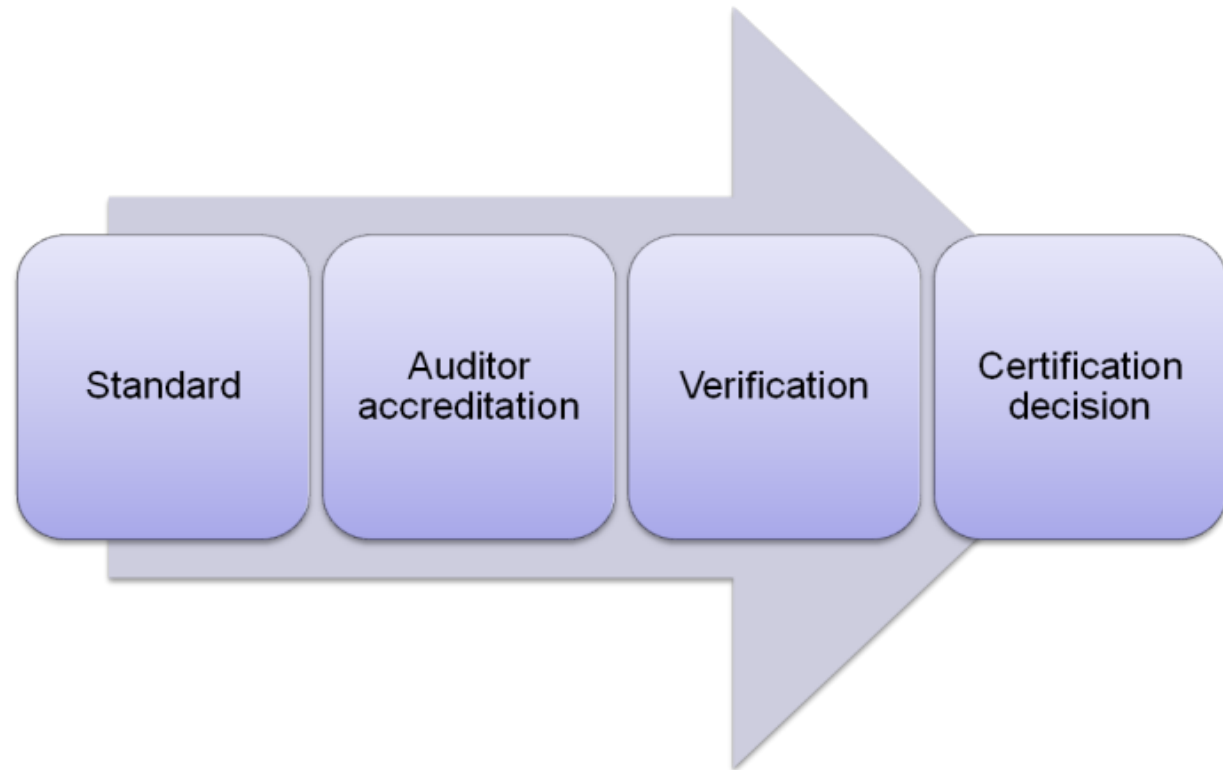 Standard
Auditor
accreditation
Verification
Certification
decision